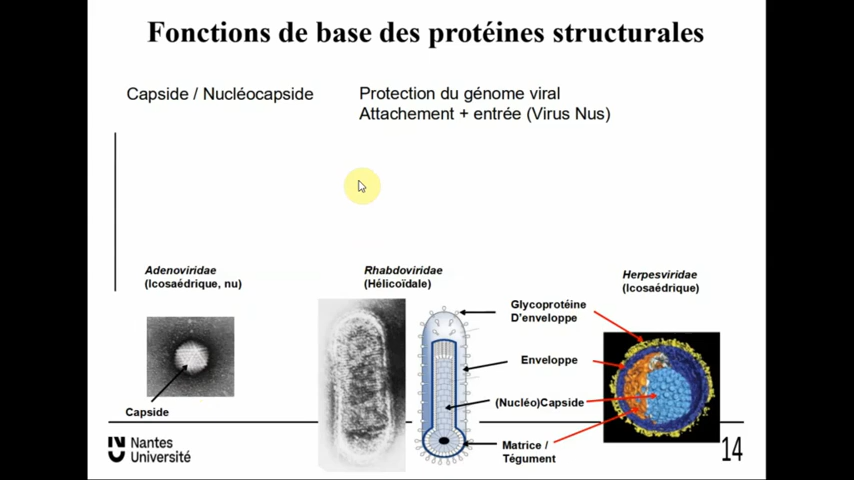 Fonctions de base des protéines structurales
Capside / Nucléocapside
Protection du génome viral
Attachement + entrée (Virus Nus)
Adenoviridae
(Icosaédrique, nu)
Rhabdoviridae
(Hélicoïdale)
Herpesviridae
(Icosaédrique)
Glycoprotéine
D'enveloppe
Enveloppe
(Nucléo)Capside
Matrice /
Tégument
Capside
Nantes
Université
14